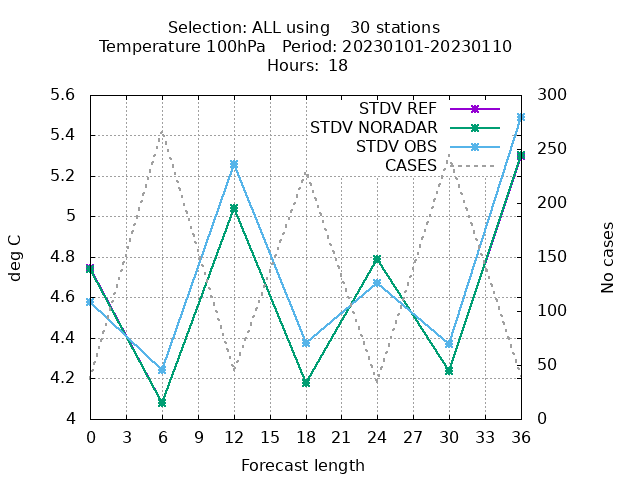 Selection: ALL using    30 stations
Temperature 100hPa   Period: 20230101-20230110
Hours:  18
STDV REF
STDV NORADAR
STDV OBS
CASES
5.6
5.4
5.2
5
4.8
4.6
4.4
4.2
4
deg C
300
250
200
150
100
50
0
No cases
0 3 6 9 12 15 18 21 24 27 30 33 36
Forecast length